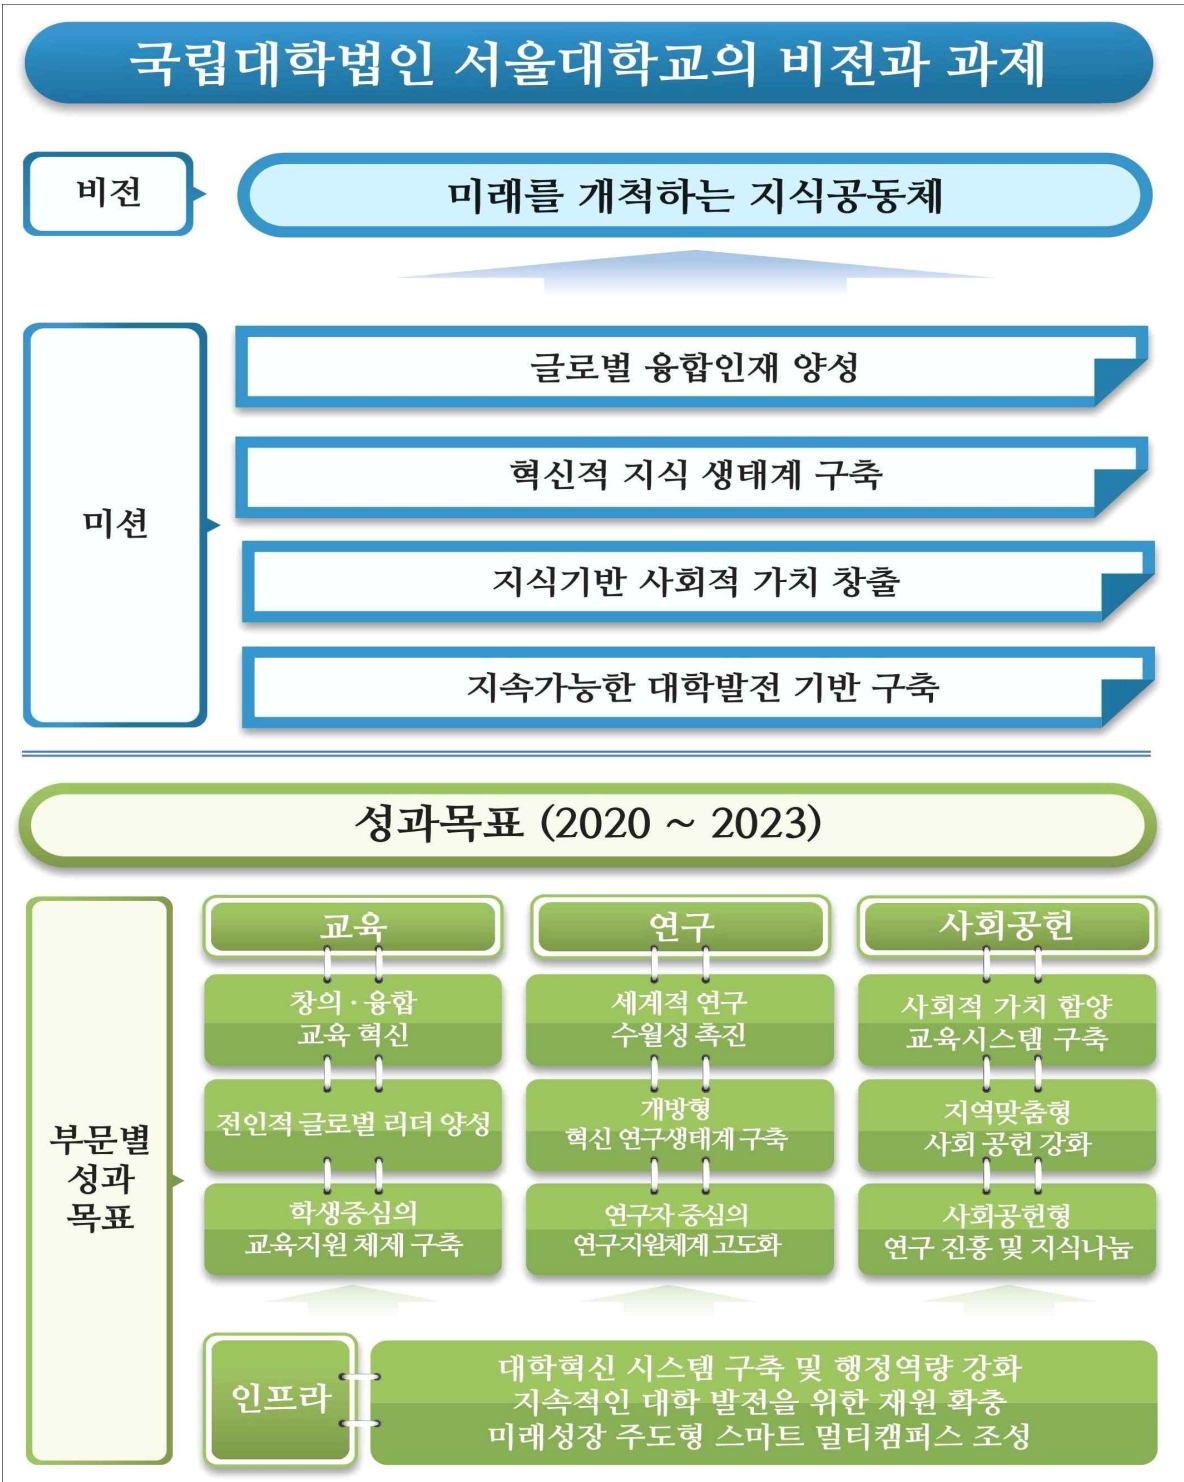 국립대학법인 서울대학교의 비전과 과제
비전
미래를 개척하는 지식공동체
미션
글로벌 융합인재 양성
혁신적 지식 생태계 구축
지식기반 사회적 가치 창출
지속가능한 대학발전 기반 구축
성과목표 (2020 ~ 2023)
부문별
성과
목표
교육
창의 · 융합
교육 혁신
전인적 글로벌 리더 양성
학생중심의
교육지원 체제 구축
연구
세계적 연구
수월성 촉진
개방형
혁신 연구생태계 구축
연구자 중심의
연구지원체계 고도화
사회공헌
사회적 가치 함양
교육시스템 구축
지역맞춤형
사회 공헌 강화
사회공헌형
연구 진흥 및 지식나눔
인프라
대학혁신 시스템 구축 및 행정역량 강화
지속적인 대학 발전을 위한 재원 확충
미래성장 주도형 스마트 멀티캠퍼스 조성